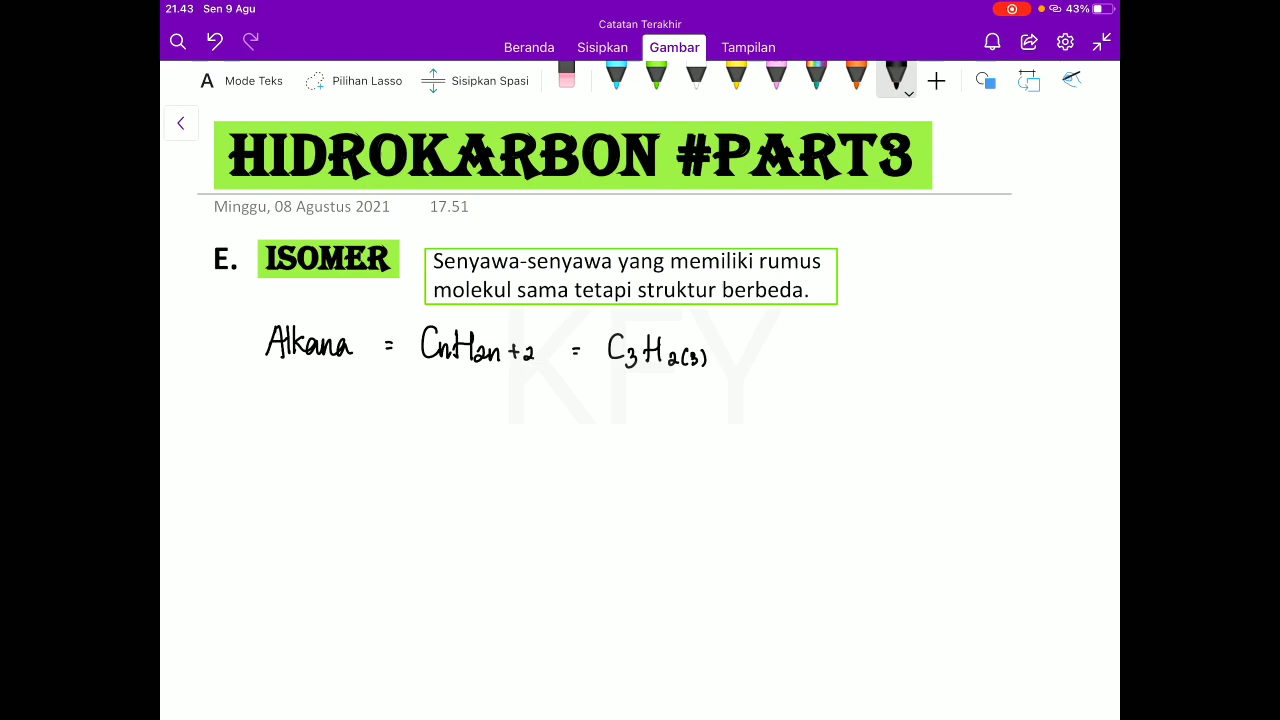 21.43 Sen 9 Agu 43%
Catatan Terakhir
Beranda Sisipkan Gambar Tampilan
A Mode Teks Pilihan Lasso Sisipkan Spasi
HIDROKARBON #PART3
Minggu, 08 Agustus 2021 17.51
E. ISOMER
Senyawa-senyawa yang memiliki rumus
molekul sama tetapi struktur berbeda.
Alkana = CnH2n+2 = C3H2(3)
KFY